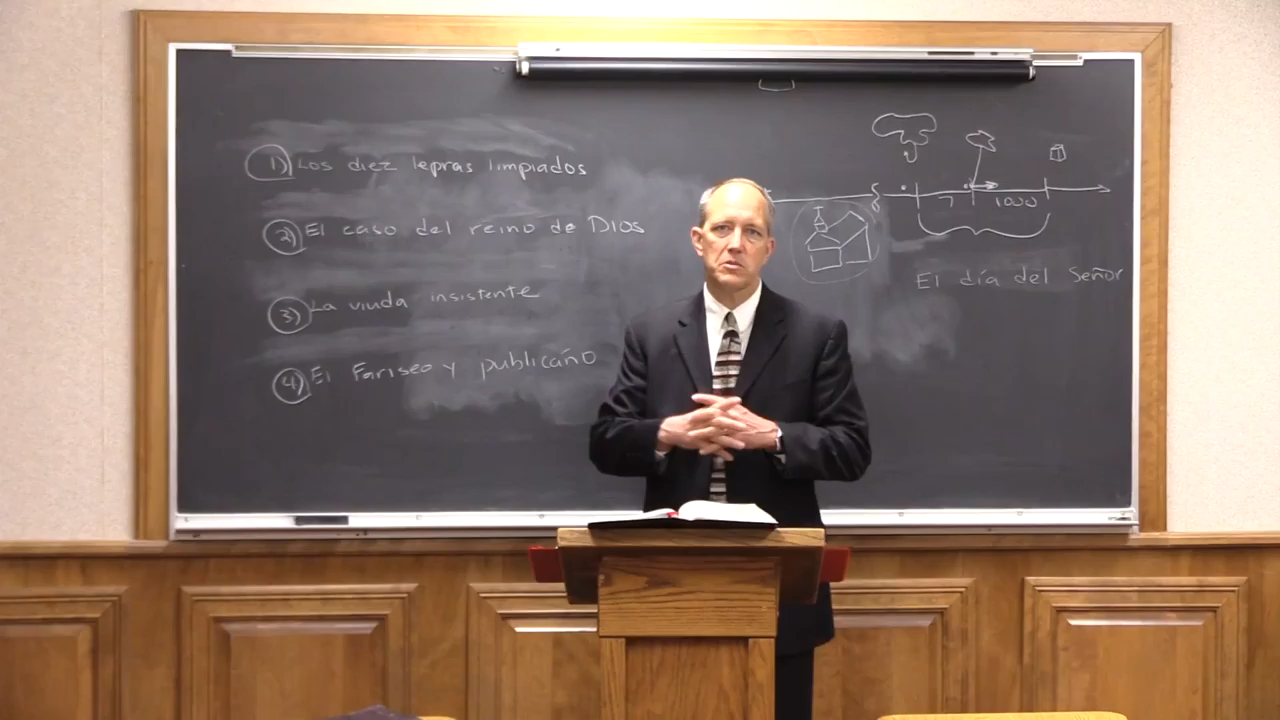 1) Los diez lepras limpiados
2) El caso del reino de Dios
3) La viuda insistente
4) El Fariseo y publicaño
7 1000
El día del Señor